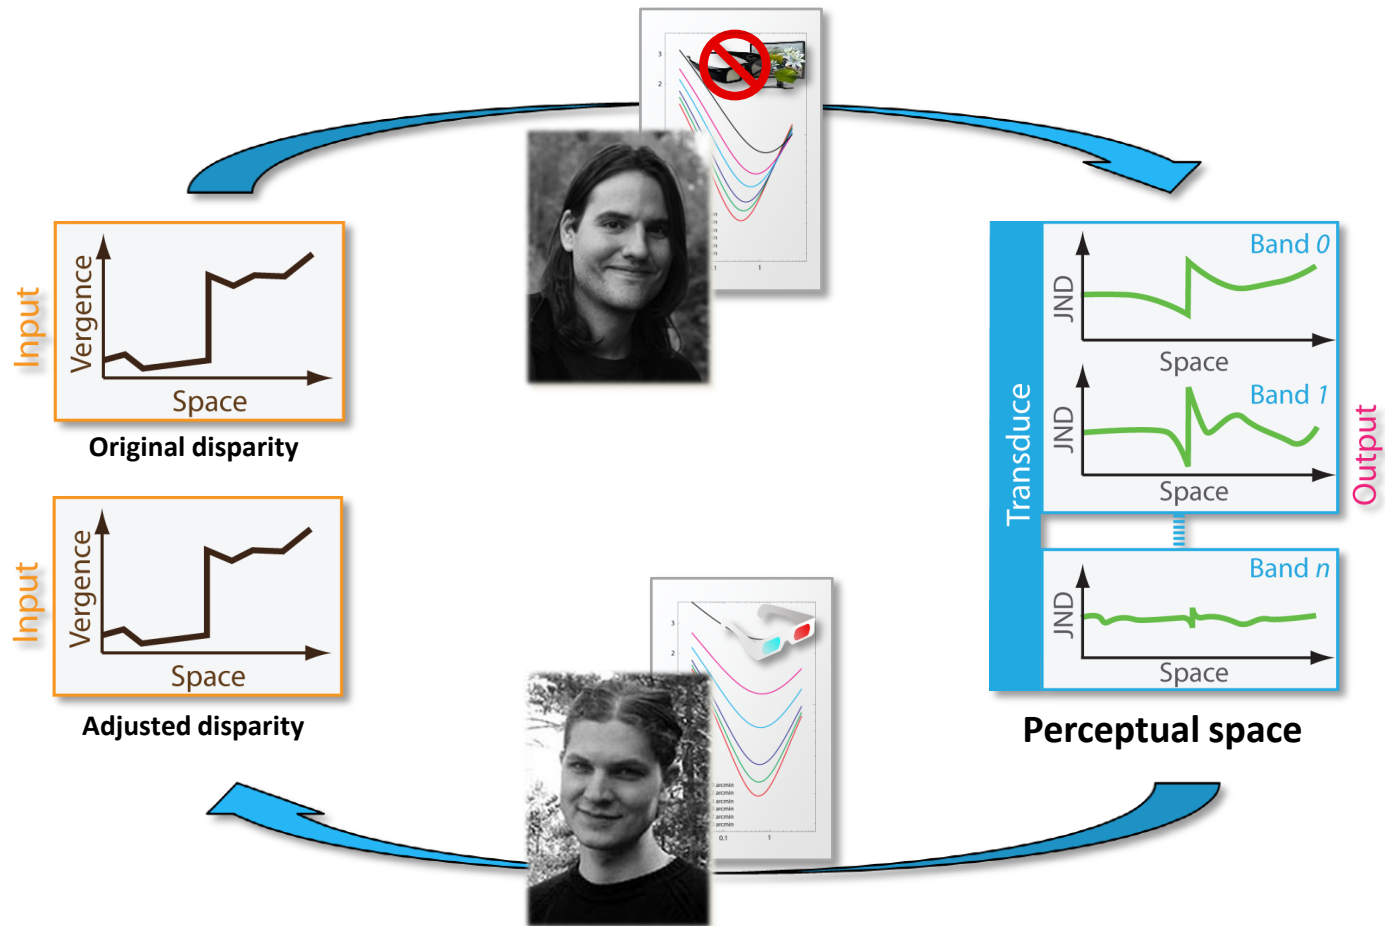 3
2
1
1
Input
Vergence
Space
Original disparity
Transduce
Band 0
JND
Space
Band 1
JND
Space
Band n
JND
Space
Output
Perceptual space
Input
Vergence
Space
Adjusted disparity
3
2
arcmin
arcmin
arcmin
arcmin
arcmin
arcmin
0.1
1